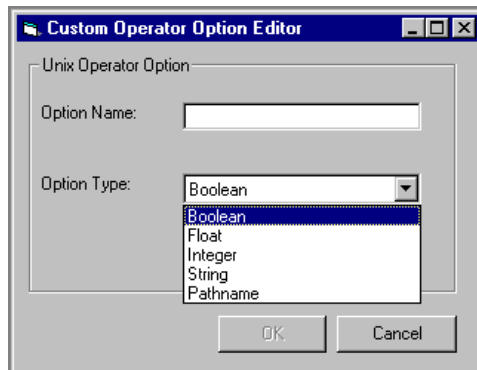 Custom Operator Option Editor
Unix Operator Option
Option Name:
Option Type:
Boolean
Boolean
Float
Integer
String
Pathname
OK
Cancel